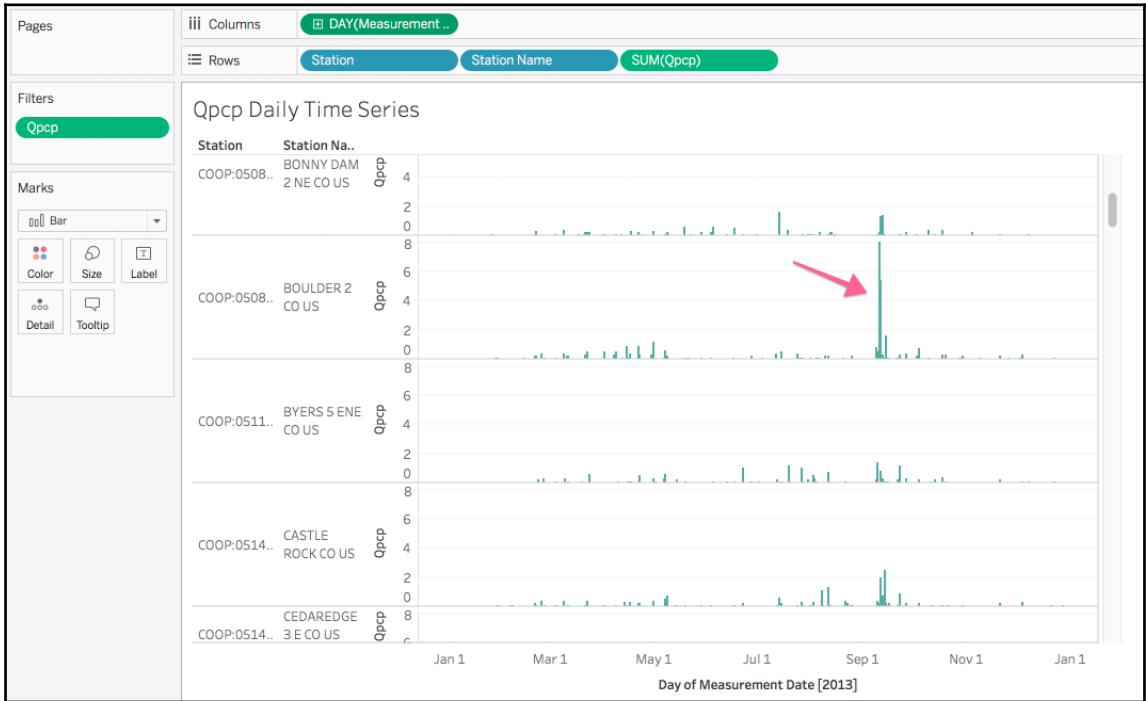 Pages
Columns
DAY(Measurement ..
Rows
Station
Station Name
SUM(Qpcp)
Filters
Qpcp
Marks
Bar
Color
Size
Label
Detail
Tooltip
Qpcp Daily Time Series
Station
Station Na..
COOP:0508..
BONNY DAM
2 NE CO US
Qpcp
4
2
0
COOP:0508..
BOULDER 2
CO US
Qpcp
8
6
4
2
0
COOP:0511..
BYERS 5 ENE
CO US
Qpcp
8
6
4
2
0
COOP:0514..
CASTLE
ROCK CO US
Qpcp
8
6
4
2
0
COOP:0514..
CEDAREDGE
3 E CO US
Qpcp
8
Jan 1
Mar 1
May 1
Jul 1
Sep 1
Nov 1
Jan 1
Day of Measurement Date [2013]